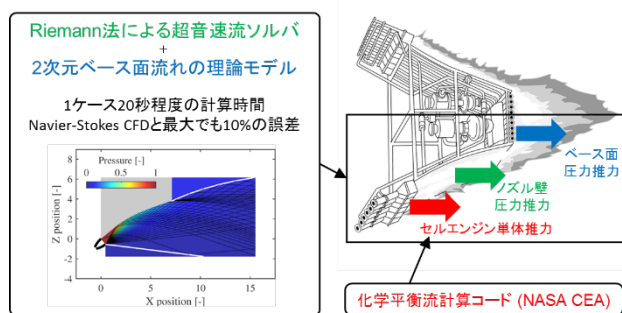 Riemann法による超音速流ソルバ
+
2次元ベース面流れの理論モデル
1ケース20秒程度の計算時間
Navier-Stokes CFDと最大でも10%の誤差
Pressure [-]
0 0.5 1
Z position [-]
8
6
4
2
0
-2
-4
0 5 10 15
X position [-]
ベース面
圧力推力
ノズル壁
圧力推力
セルエンジン単体推力
化学平衡流計算コード (NASA CEA)